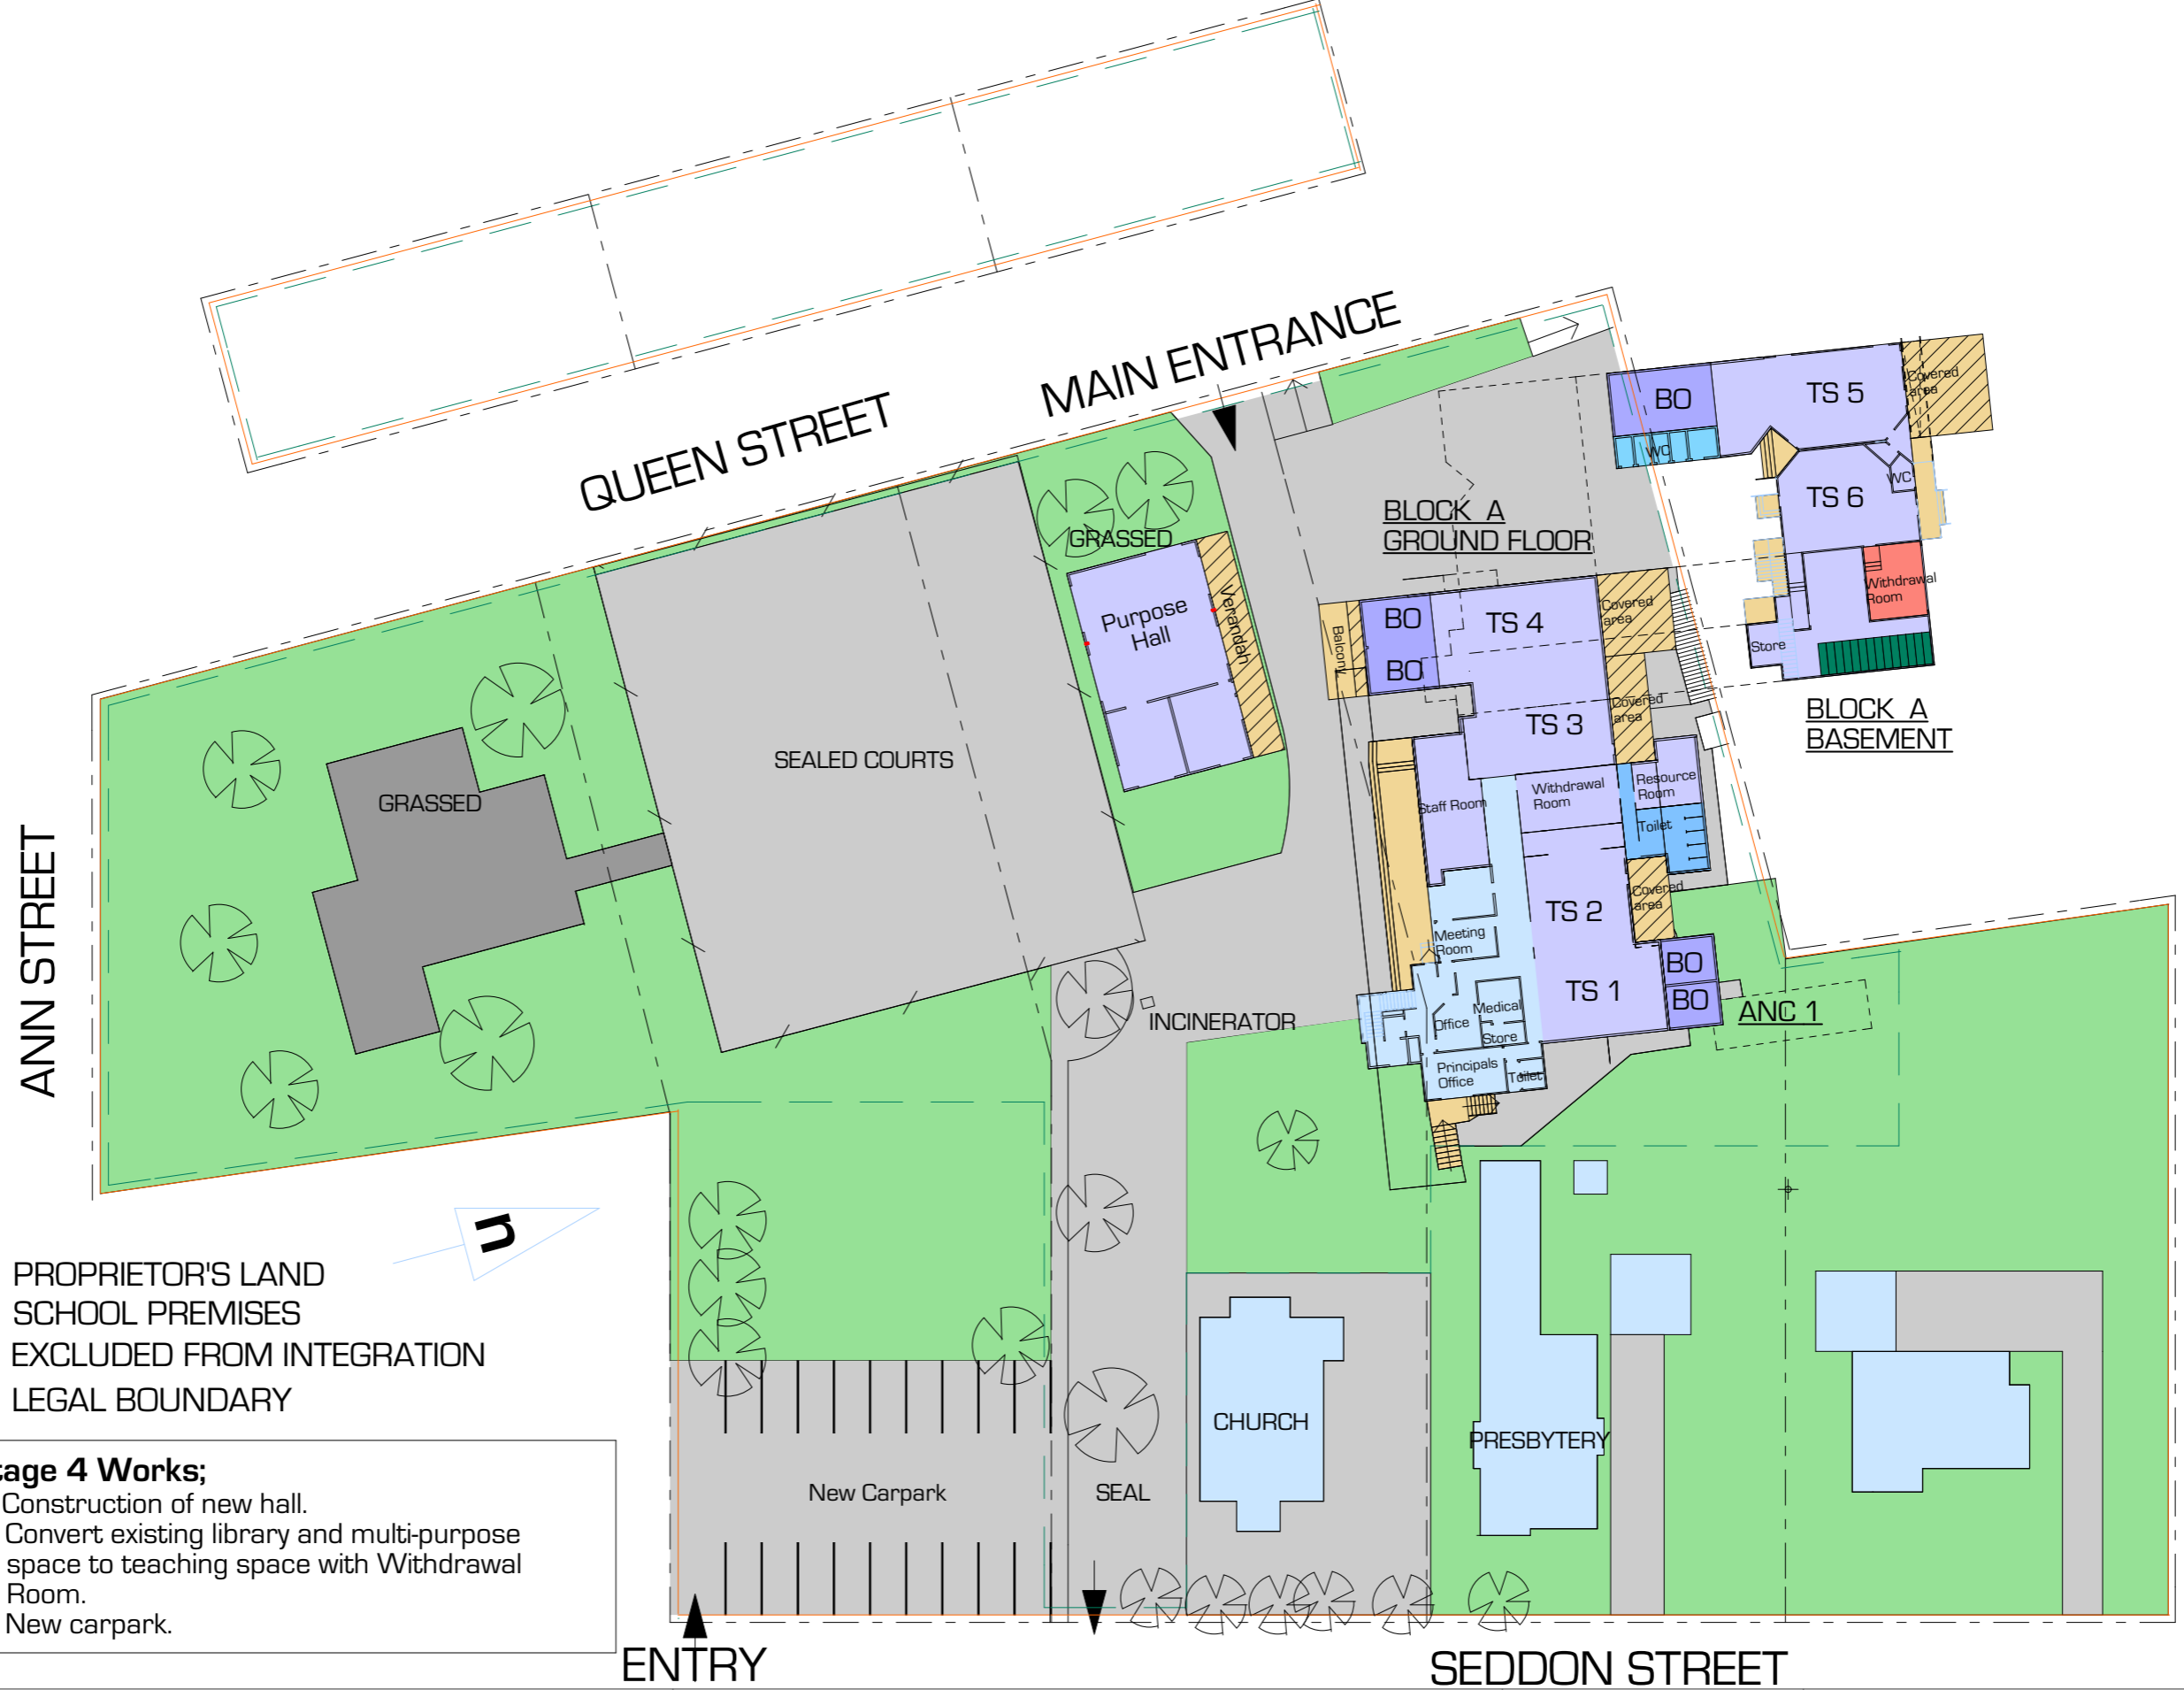 MAIN ENTRANCE
QUEEN STREET
BO
TS 5
Covered
area
WC
TS 6
WC
BLOCK A
GROUND FLOOR
GRASSED
Withdrawal
Room
Store
Purpose
Hall
Verandah
Balcony
BO
BO
TS 4
Covered
area
BLOCK A
BASEMENT
TS 3
Covered
area
SEALED COURTS
GRASSED
Staff Room
Withdrawal
Room
Resource
Room
Toilet
ANN STREET
Covered
area
TS 2
Meeting
Room
BO
BO
TS 1
ANC 1
INCINERATOR
Office
Medical
Store
Principals
Office
Toilet
n
PROPRIETOR'S LAND
SCHOOL PREMISES
EXCLUDED FROM INTEGRATION
LEGAL BOUNDARY
CHURCH
PRESBYTERY
New Carpark
SEAL
tage 4 Works;
Construction of new hall.
Convert existing library and multi-purpose
space to teaching space with Withdrawal
Room.
New carpark.
ENTRY
SEDDON STREET